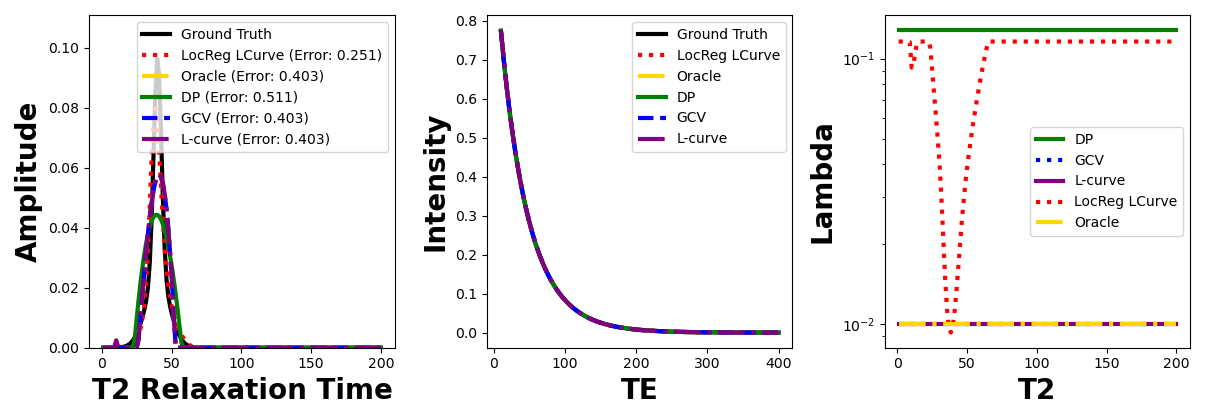 Amplitude
0.10
0.08
0.06
0.04
0.02
0.00
0
50
100
150
200
T2 Relaxation Time
Ground Truth
LocReg LCurve (Error: 0.251)
Oracle (Error: 0.403)
DP (Error: 0.511)
GCV (Error: 0.403)
L-curve (Error: 0.403)
Intensity
0.8
0.7
0.6
0.5
0.4
0.3
0.2
0.1
0.0
0
100
200
300
400
TE
Ground Truth
LocReg LCurve
Oracle
DP
GCV
L-curve
Lambda
10⁻¹
10⁻²
0
50
100
150
200
T2
DP
GCV
L-curve
LocReg LCurve
Oracle